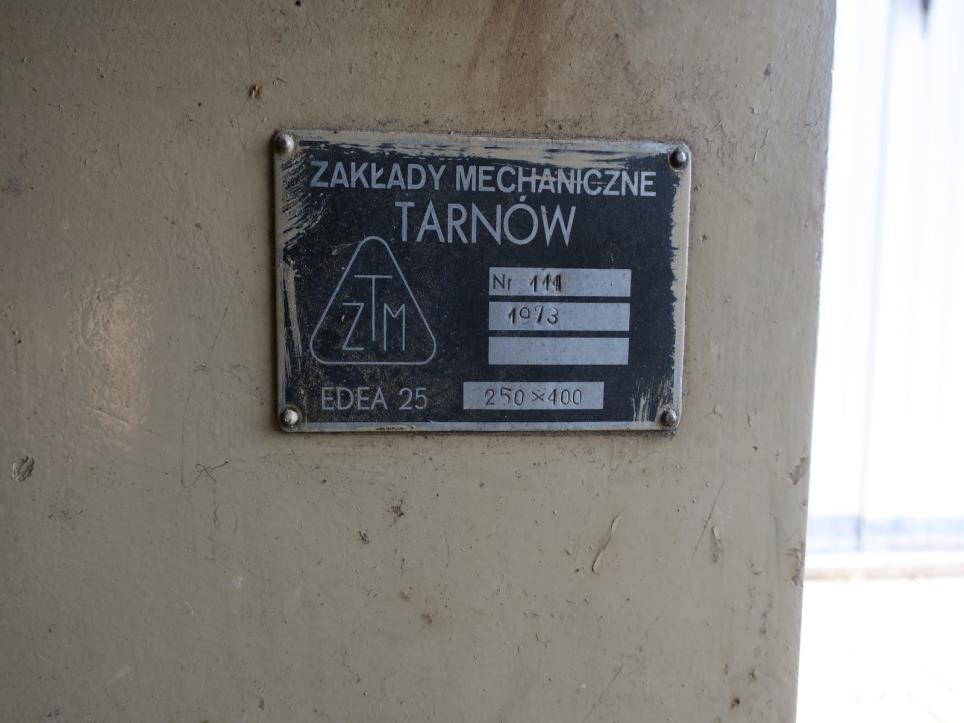 ZAKŁADY MECHANICZNE
TARNÓW
ZTM
Nr 111
1973
EDEA 25 250×400